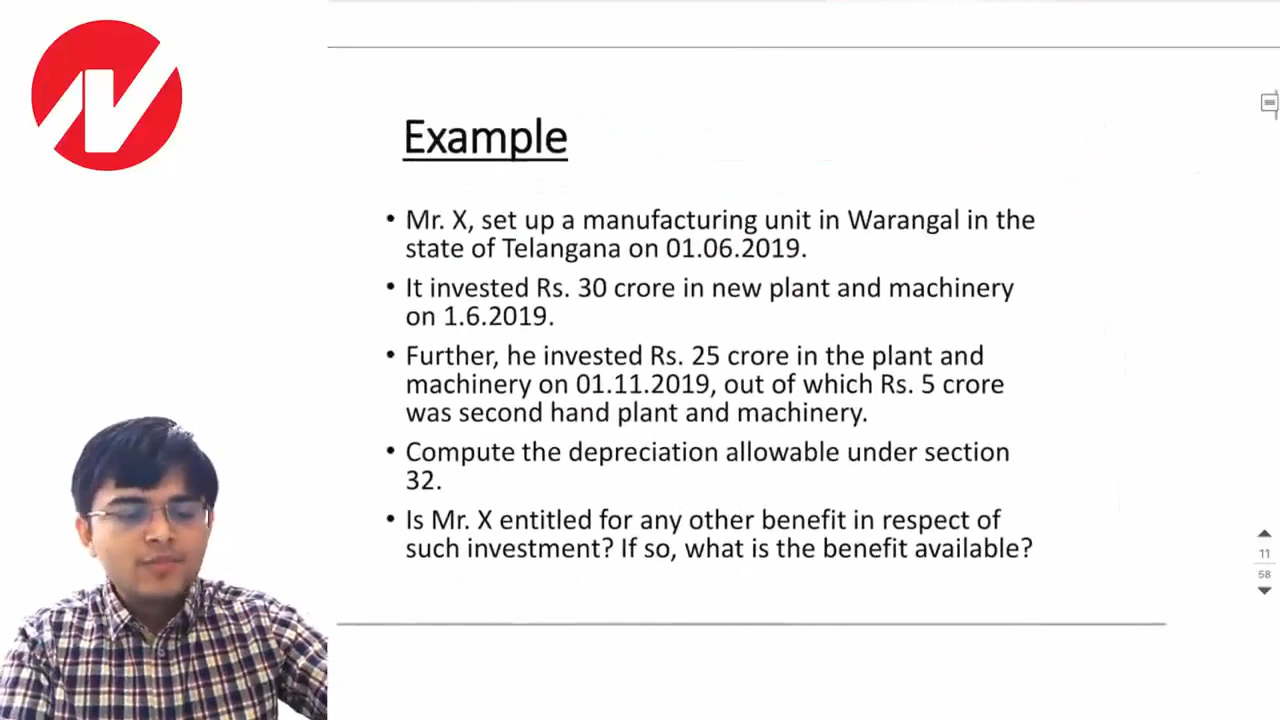 Example
• Mr. X, set up a manufacturing unit in Warangal in the
state of Telangana on 01.06.2019.
• It invested Rs. 30 crore in new plant and machinery
on 1.6.2019.
• Further, he invested Rs. 25 crore in the plant and
machinery on 01.11.2019, out of which Rs. 5 crore
was second hand plant and machinery.
• Compute the depreciation allowable under section
32.
• Is Mr. X entitled for any other benefit in respect of
such investment? If so, what is the benefit available?
11
58